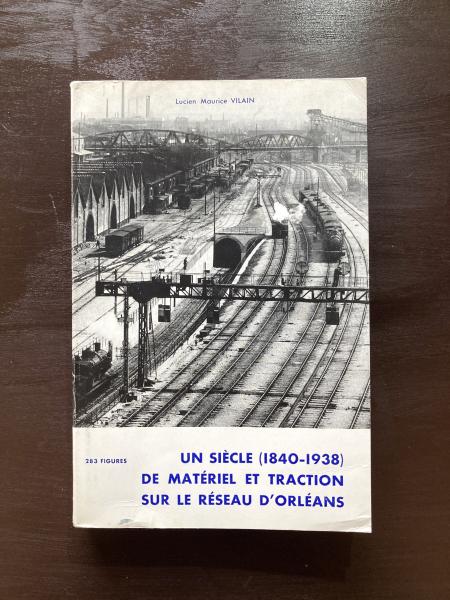 Lucien Maurice VILAIN
283 FIGURES
UN SIÈCLE (1840-1938)
DE MATÉRIEL ET TRACTION
SUR LE RÉSEAU D'ORLÉANS